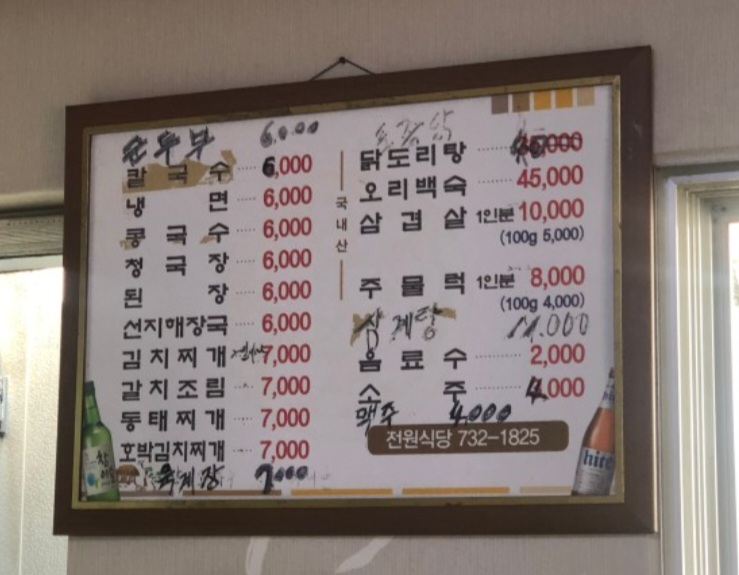 순두부 6,000
칼국수 6,000
냉면 6,000
콩국수 6,000
청국장 6,000
된장 6,000
선지해장국 6,000
김치찌개 7,000
갈치조림 7,000
동태찌개 7,000
호박김치찌개 7,000
육계장 7000
국내산
닭도리탕
오리백숙 45,000
삼겹살 1인분 10,000
(100g 5,000)
주물럭 1인분 8,000
(100g 4,000)
삼계탕 11.000
음료수 2,000
소주 4,000
맥주 4.000
전원식당 732-1825